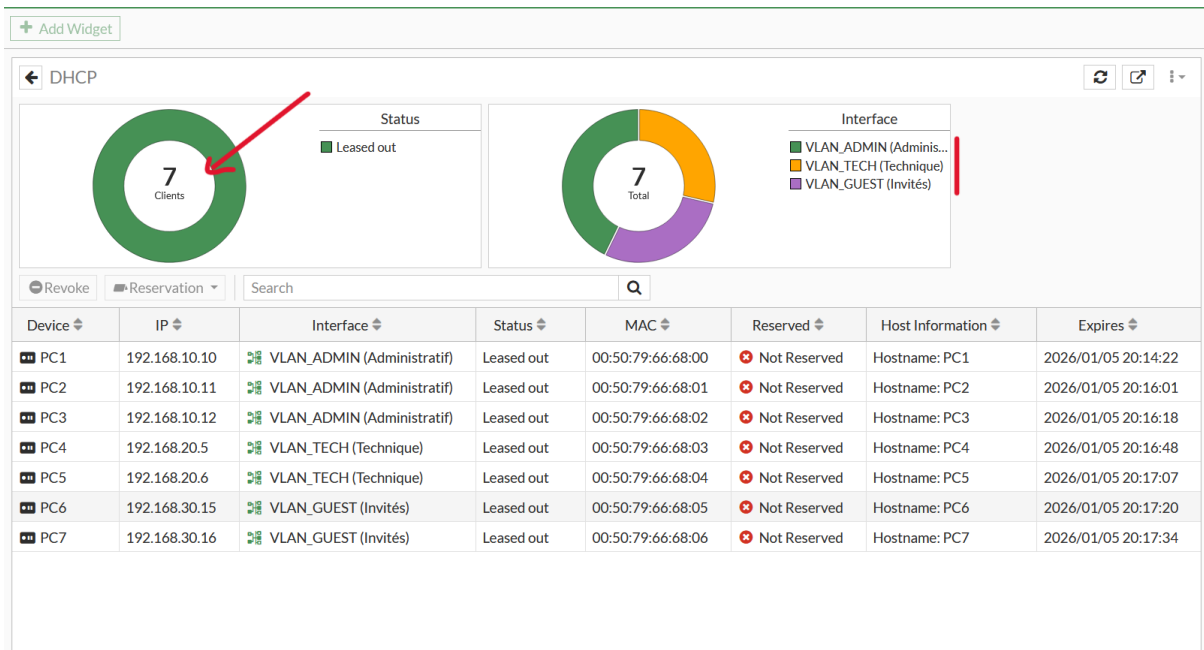 Add Widget
DHCP
7
Clients
Status
Leased out
7
Total
Interface
VLAN_ADMIN (Adminis...
VLAN_TECH (Technique)
VLAN_GUEST (Invités)
Revoke Reservation Search
Device IP Interface Status MAC Reserved Host Information Expires
PC1 192.168.10.10 VLAN_ADMIN (Administratif) Leased out 00:50:79:66:68:00 Not Reserved Hostname: PC1 2026/01/05 20:14:22
PC2 192.168.10.11 VLAN_ADMIN (Administratif) Leased out 00:50:79:66:68:01 Not Reserved Hostname: PC2 2026/01/05 20:16:01
PC3 192.168.10.12 VLAN_ADMIN (Administratif) Leased out 00:50:79:66:68:02 Not Reserved Hostname: PC3 2026/01/05 20:16:18
PC4 192.168.20.5 VLAN_TECH (Technique) Leased out 00:50:79:66:68:03 Not Reserved Hostname: PC4 2026/01/05 20:16:48
PC5 192.168.20.6 VLAN_TECH (Technique) Leased out 00:50:79:66:68:04 Not Reserved Hostname: PC5 2026/01/05 20:17:07
PC6 192.168.30.15 VLAN_GUEST (Invités) Leased out 00:50:79:66:68:05 Not Reserved Hostname: PC6 2026/01/05 20:17:20
PC7 192.168.30.16 VLAN_GUEST (Invités) Leased out 00:50:79:66:68:06 Not Reserved Hostname: PC7 2026/01/05 20:17:34